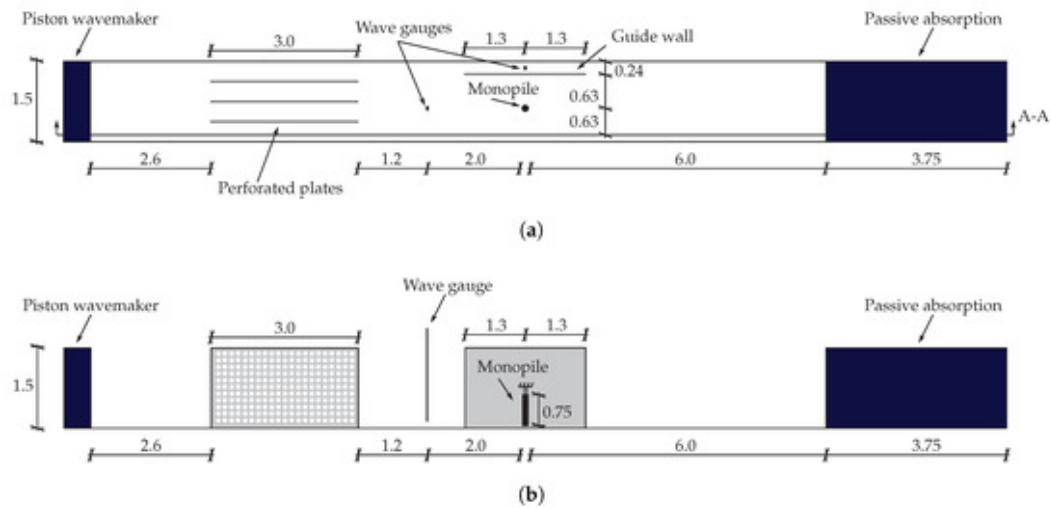 Piston wavemaker
Wave gauges
Passive absorption
3.0
1.3
1.3
Guide wall
0.24
1.5
Monopile
0.63
0.63
A-A
2.6
1.2
2.0
6.0
3.75
Perforated plates
(a)
Wave gauge
Piston wavemaker
Passive absorption
3.0
1.3
1.3
1.5
Monopile
0.75
2.6
1.2
2.0
6.0
3.75
(b)